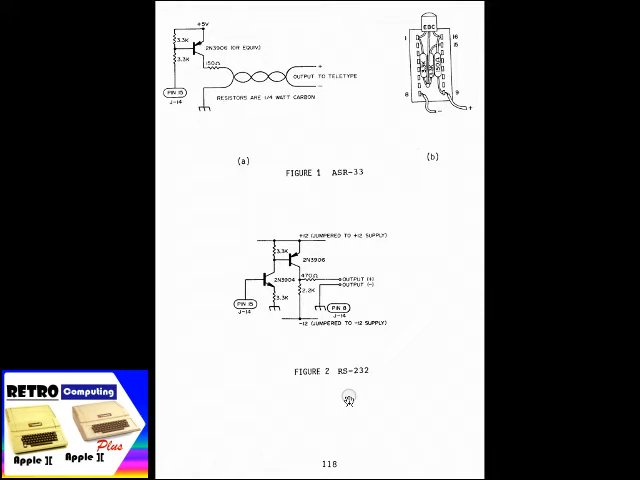 +5V
3.3K
2N3906 (OR EQUIV)
3.3K
150Ω
+
OUTPUT TO TELETYPE
−
PIN 15
J-14
RESISTORS ARE 1/4 WATT CARBON
EBC
1
16
15
8
9
−
+
(a)
(b)
FIGURE 1 ASR-33
+12 (JUMPERED TO +12 SUPPLY)
3.3K
2N3906
470Ω
2N3904
OUTPUT (+)
OUTPUT (−)
3.3K
2.2K
PIN 15
J-14
PIN 8
J-14
-12 (JUMPERED TO -12 SUPPLY)
FIGURE 2 RS-232
118
RETRO Computing
Apple ][
Apple ][
Plus